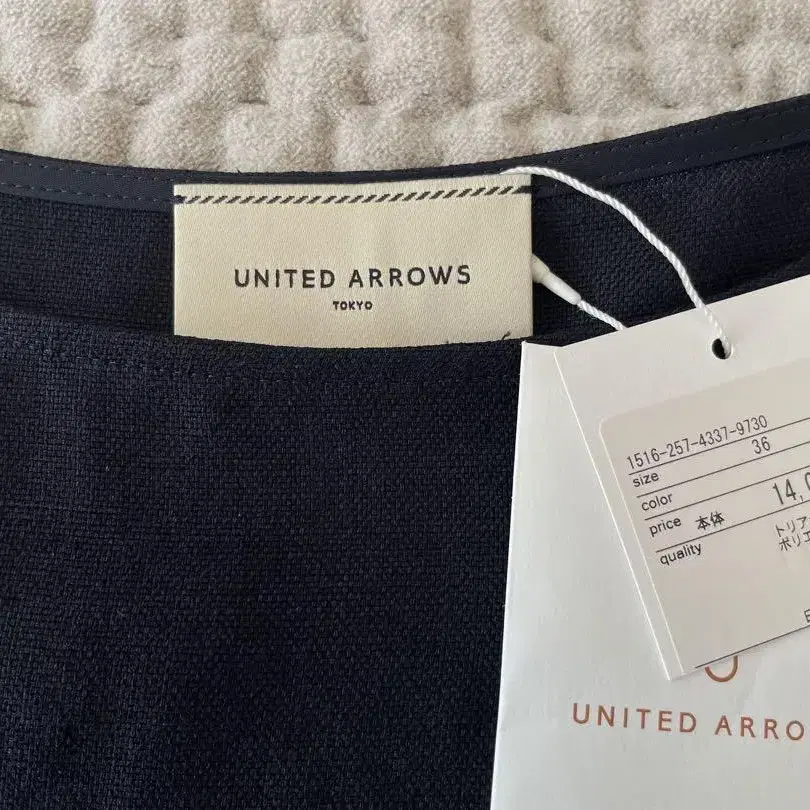 UNITED ARROWS
TOKYO
1516-257-4337-9730
size 36
color
price 本体 14,0
quality トリア
ポリエ
UNITED ARRO